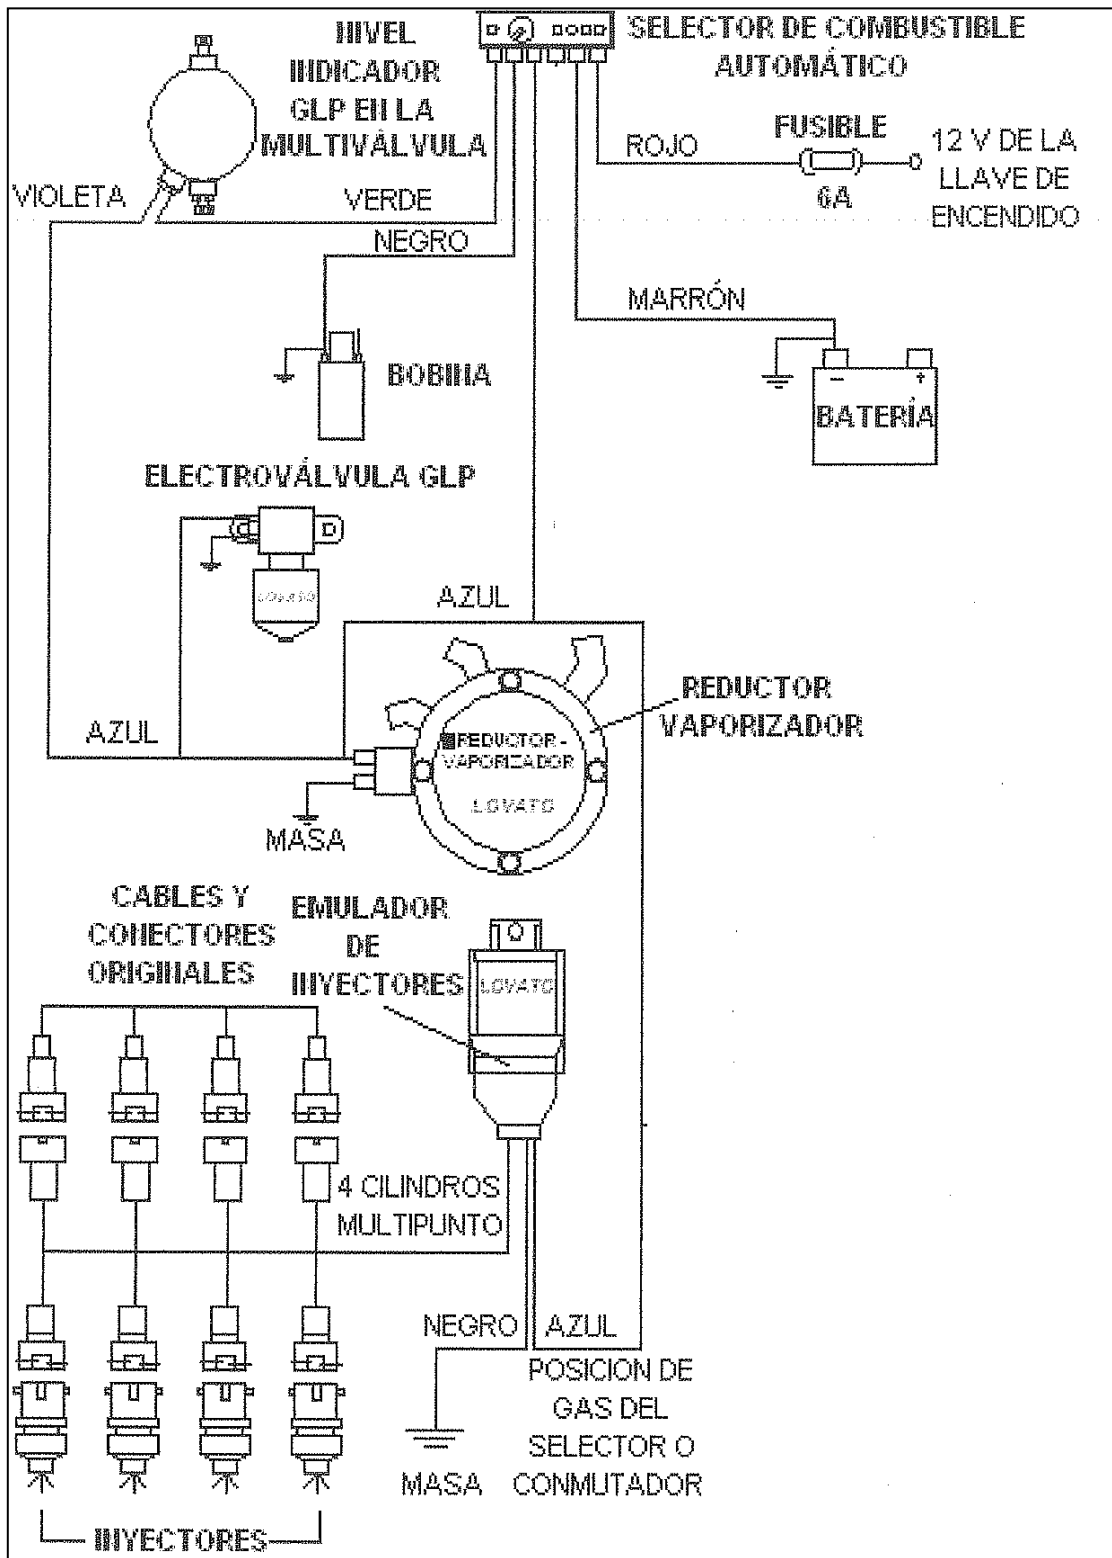 NIVEL
INDICADOR
GLP EN LA
MULTIVÁLVULA
SELECTOR DE COMBUSTIBLE
AUTOMÁTICO
ROJO
FUSIBLE
6A
12 V DE LA
LLAVE DE
ENCENDIDO
VIOLETA
VERDE
NEGRO
MARRÓN
BOBINA
- +
BATERÍA
ELECTROVÁLVULA GLP
LOVATO
AZUL
AZUL
REDUCTOR
VAPORIZADOR
REDUCTOR-
VAPORIZADOR
LOVATO
MASA
CABLES Y
CONECTORES
ORIGINALES
EMULADOR
DE
INYECTORES
LOVATO
4 CILINDROS
MULTIPUNTO
NEGRO
AZUL
MASA
POSICION DE
GAS DEL
SELECTOR O
CONMUTADOR
INYECTORES